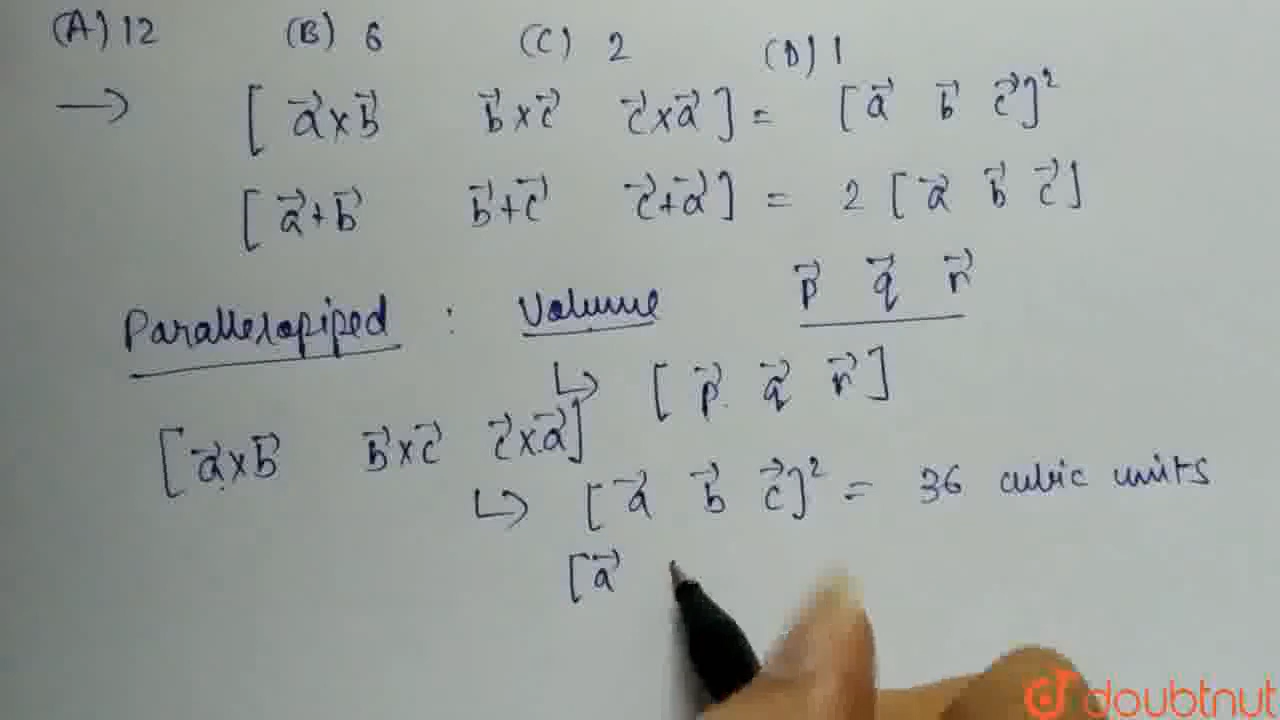 (A) 12 (B) 6 (C) 2 (D) 1
→ [ a⃗×b⃗ b⃗×c⃗ c⃗×a⃗ ] = [ a⃗ b⃗ c⃗ ]²
[ a⃗+b⃗ b⃗+c⃗ c⃗+a⃗ ] = 2 [ a⃗ b⃗ c⃗ ]
Parallelopiped : Volume p⃗ q⃗ r⃗
↳ [ p⃗ q⃗ r⃗ ]
[ a⃗×b⃗ b⃗×c⃗ c⃗×a⃗ ]
↳ [ a⃗ b⃗ c⃗ ]² = 36 cubic units
[ a⃗
doubtnut